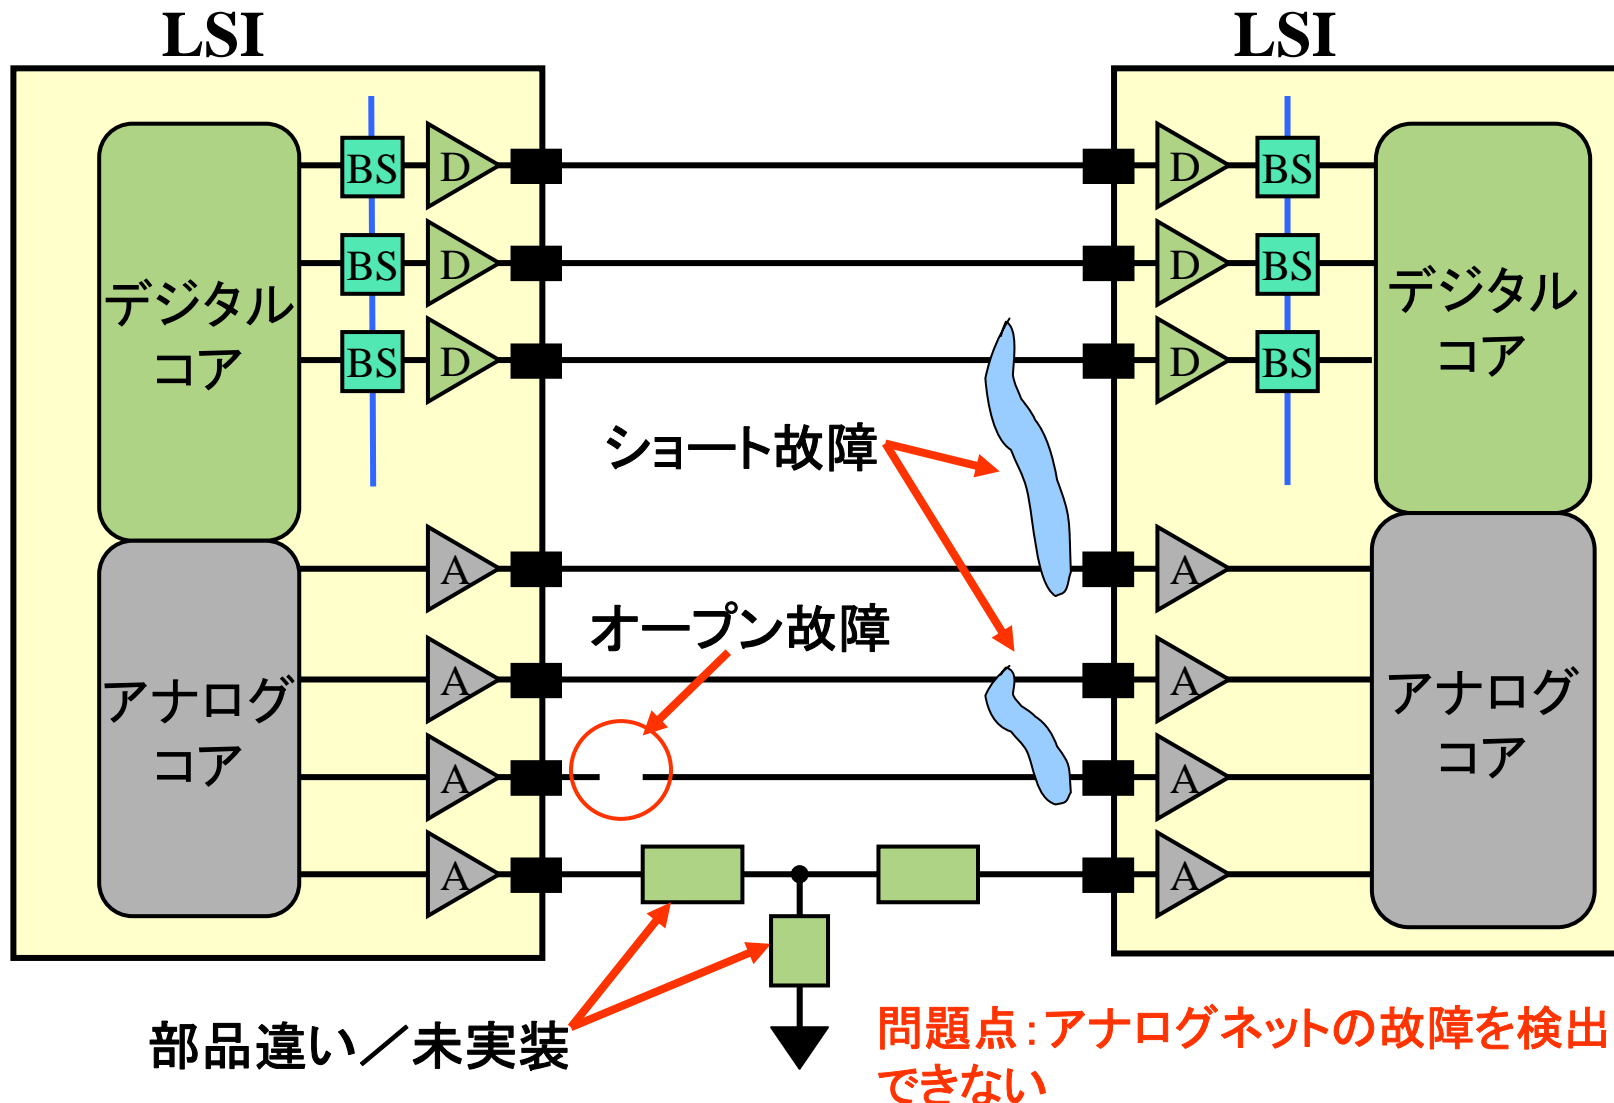 LSI
LSI
BS
D
D
BS
BS
D
D
BS
BS
D
D
BS
デジタル
コア
デジタル
コア
ショート故障
A
A
オープン故障
A
A
アナログ
コア
アナログ
コア
A
A
A
A
部品違い／未実装
問題点：アナログネットの故障を検出
できない